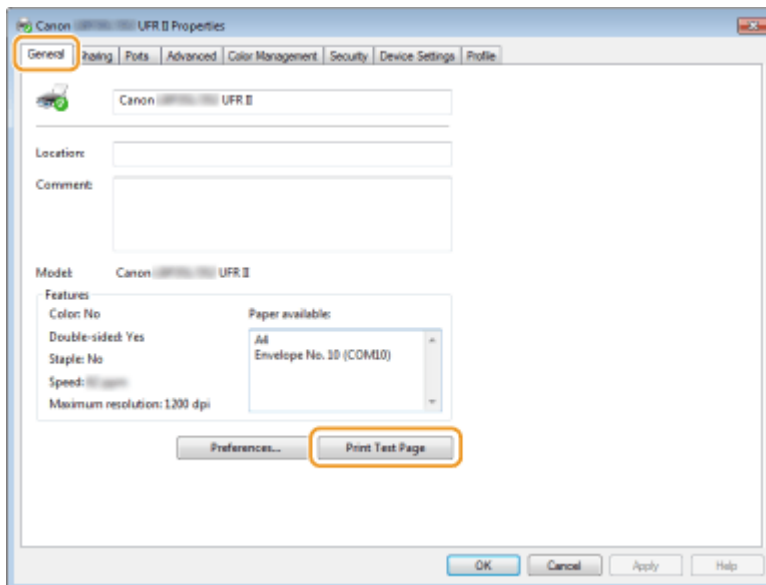 Canon UFR II Properties
General Sharing Ports Advanced Color Management Security Device Settings Profile
Canon UFR II
Location:
Comment:
Model: Canon UFR II
Features
Color: No
Paper available:
Double-sided: Yes
A4
Staple: No
Envelope No. 10 (COM10)
Speed:
Maximum resolution: 1200 dpi
Preferences... Print Test Page
OK Cancel Apply Help